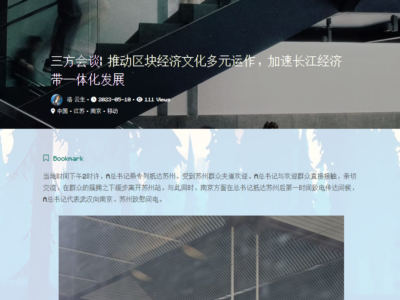 三方会谈| 推动区块经济文化多元运作，加速长江经济
带一体化发展
云生 • 2023-05-18 • 111 Views
中国 • 江苏 • 南京 • 移动
Bookmark
当地时间下午2时许，A总书记乘专列抵达苏州，受到苏州群众夹道欢迎，A总书记与欢迎群众直接接触，亲切
交谈，在群众的簇拥之下缓步离开苏州站。与此同时，南京方面在总书记抵达苏州后第一时间致电传达问候，
A总书记代表武汉向南京、苏州致慰问电。